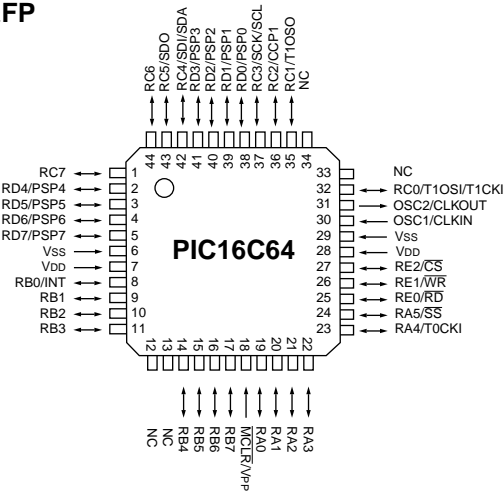 FP
RC6
RC5/SDO
RC4/SDI/SDA
RD3/PSP3
RD2/PSP2
RD1/PSP1
RD0/PSP0
RC3/SCK/SCL
RC2/CCP1
RC1/T1OSO
NC
44
43
42
41
40
39
38
37
36
35
34
RC7 1
RD4/PSP4 2
RD5/PSP5 3
RD6/PSP6 4
RD7/PSP7 5
VSS 6
VDD 7
RB0/INT 8
RB1 9
RB2 10
RB3 11
PIC16C64
33 NC
32 RC0/T1OSI/T1CKI
31 OSC2/CLKOUT
30 OSC1/CLKIN
29 VSS
28 VDD
27 RE2/CS
26 RE1/WR
25 RE0/RD
24 RA5/SS
23 RA4/T0CKI
12
13
14
15
16
17
18
19
20
21
22
NC
NC
RB4
RB5
RB6
RB7
MCLR/VPP
RA0
RA1
RA2
RA3